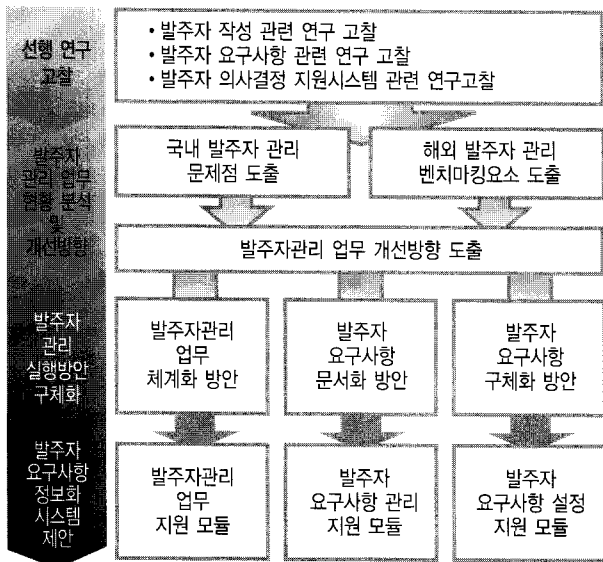 선행 연구
고찰
• 발주자 작성 관련 연구 고찰
• 발주자 요구사항 관련 연구 고찰
• 발주자 의사결정 지원시스템 관련 연구고찰
발주자
관리 업무
현황 분석
및
개선방향
국내 발주자 관리
문제점 도출
해외 발주자 관리
벤치마킹요소 도출
발주자관리 업무 개선방향 도출
발주자
관리
실행방안
구체화
발주자관리
업무
체계화 방안
발주자
요구사항
문서화 방안
발주자
요구사항
구체화 방안
발주자
요구사항
정보화
시스템
제안
발주자관리
업무
지원 모듈
발주자
요구사항 관리
지원 모듈
발주자
요구사항 설정
지원 모듈